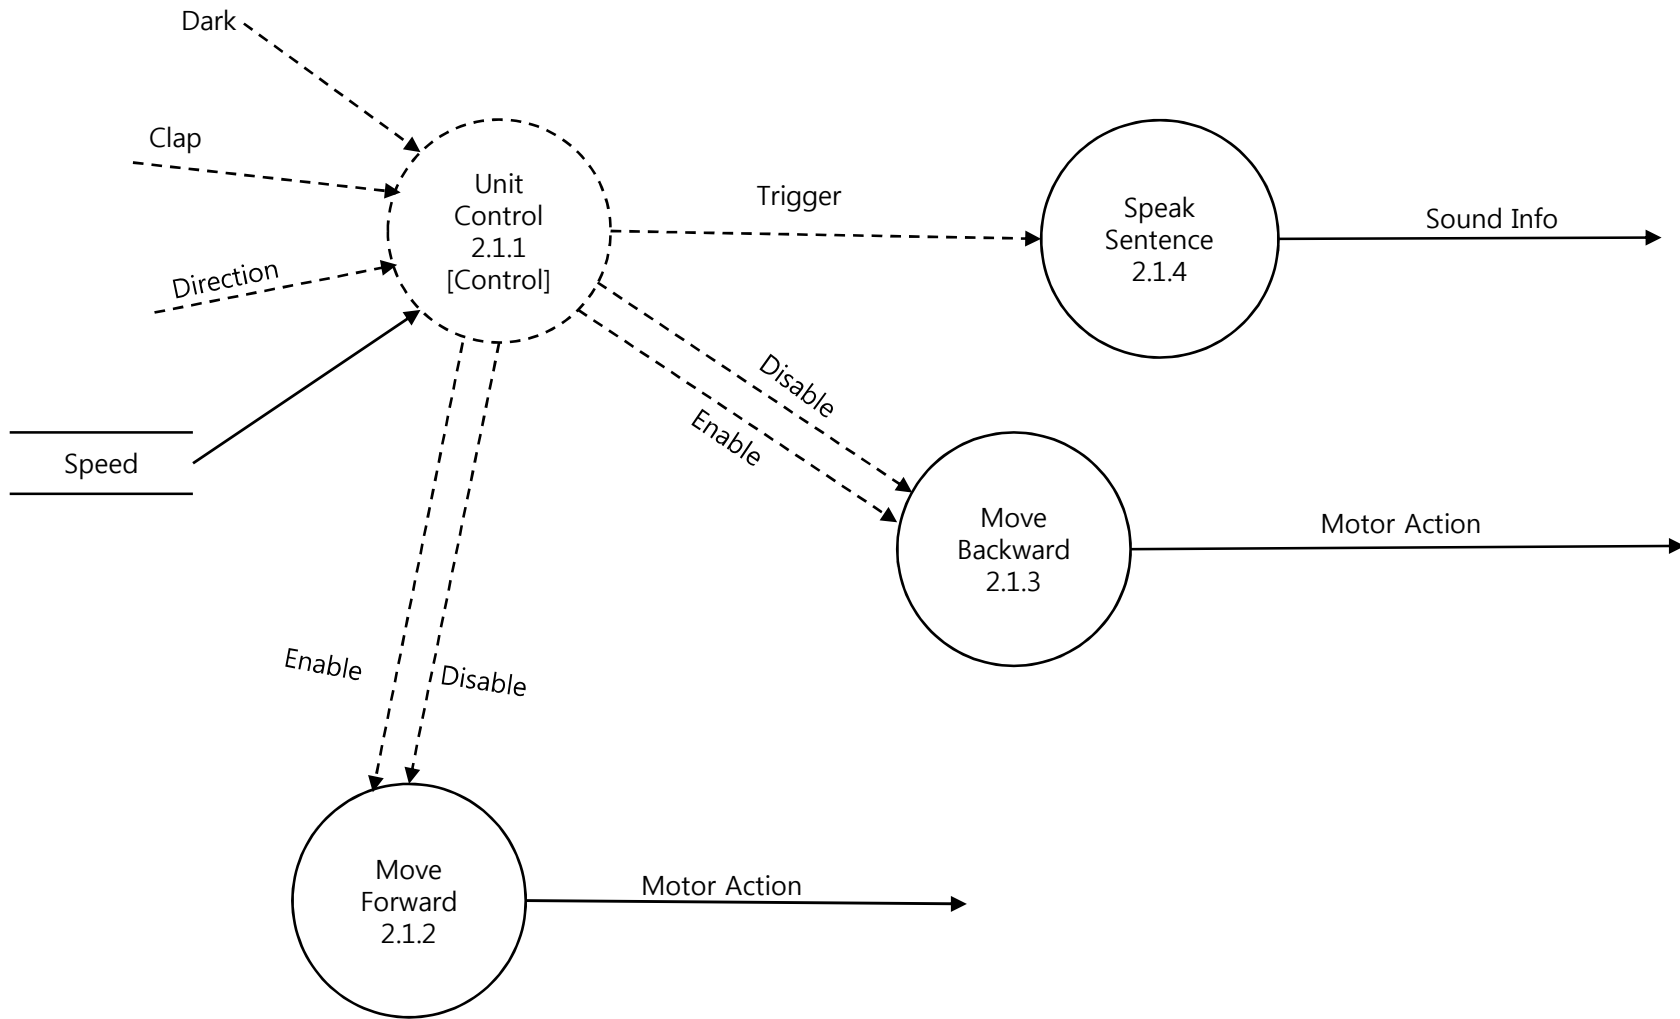 Dark
Clap
Unit
Control
2.1.1
[Control]
Trigger
Speak
Sentence
2.1.4
Sound Info
Direction
Disable
Enable
Speed
Move
Backward
2.1.3
Motor Action
Enable
Disable
Move
Forward
2.1.2
Motor Action